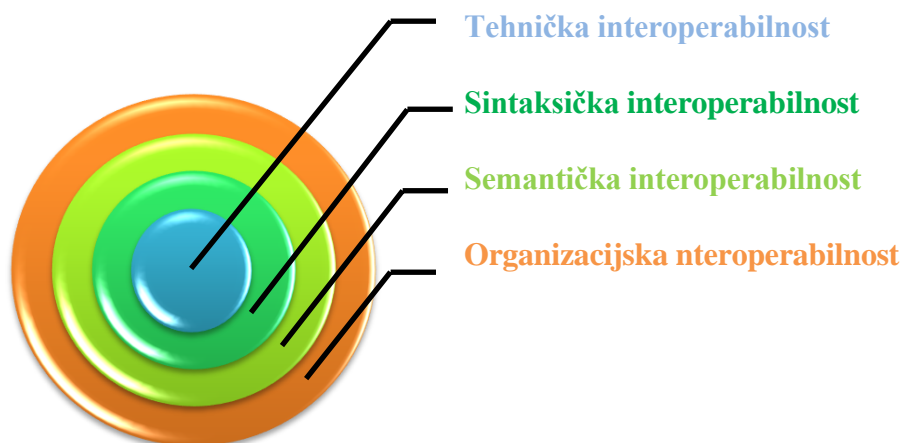 Tehnička interoperabilnost
Sintaksička interoperabilnost
Semantička interoperabilnost
Organizacijska nteroperabilnost